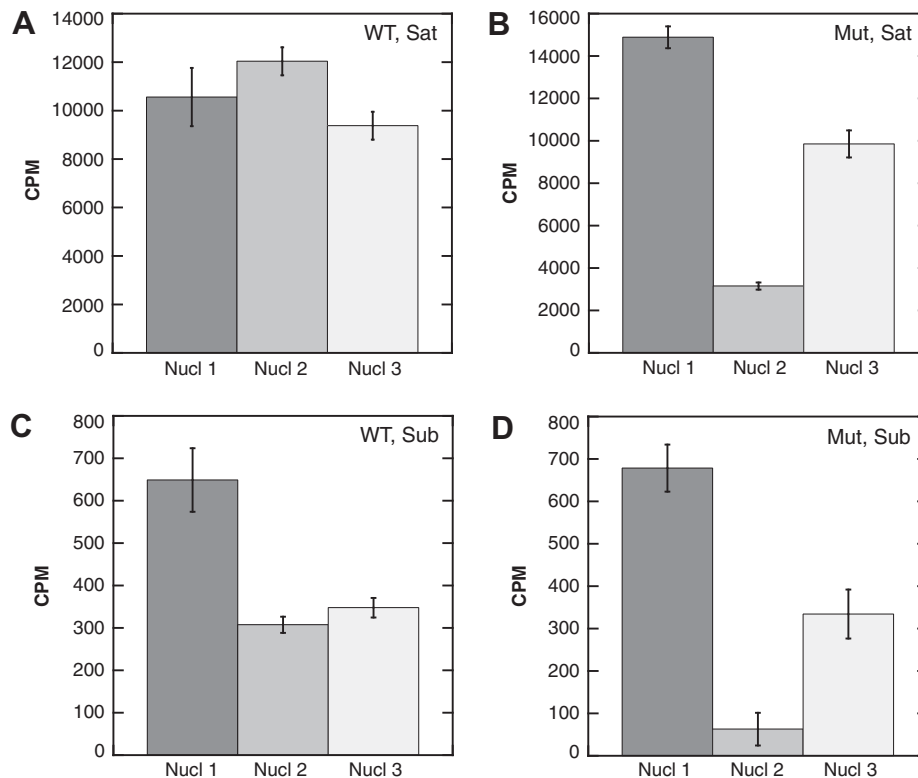 A
WT, Sat
14000
12000
10000
8000
6000
4000
2000
0
CPM
Nucl 1 Nucl 2 Nucl 3
B
Mut, Sat
16000
14000
12000
10000
8000
6000
4000
2000
0
CPM
Nucl 1 Nucl 2 Nucl 3
C
WT, Sub
800
700
600
500
400
300
200
100
0
CPM
Nucl 1 Nucl 2 Nucl 3
D
Mut, Sub
800
700
600
500
400
300
200
100
0
CPM
Nucl 1 Nucl 2 Nucl 3